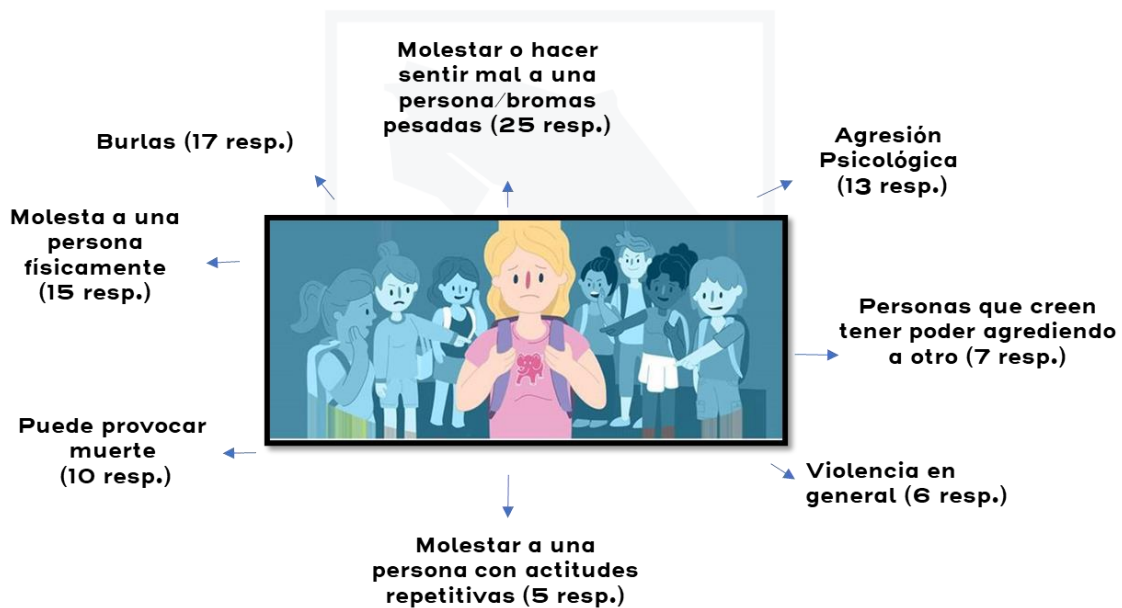 Molestar o hacer
sentir mal a una
persona/bromas
pesadas (25 resp.)
Burlas (17 resp.)
Agresión
Psicológica
(13 resp.)
Molesta a una
persona
físicamente
(15 resp.)
Personas que creen
tener poder agrediendo
a otro (7 resp.)
Puede provocar
muerte
(10 resp.)
Violencia en
general (6 resp.)
Molestar a una
persona con actitudes
repetitivas (5 resp.)